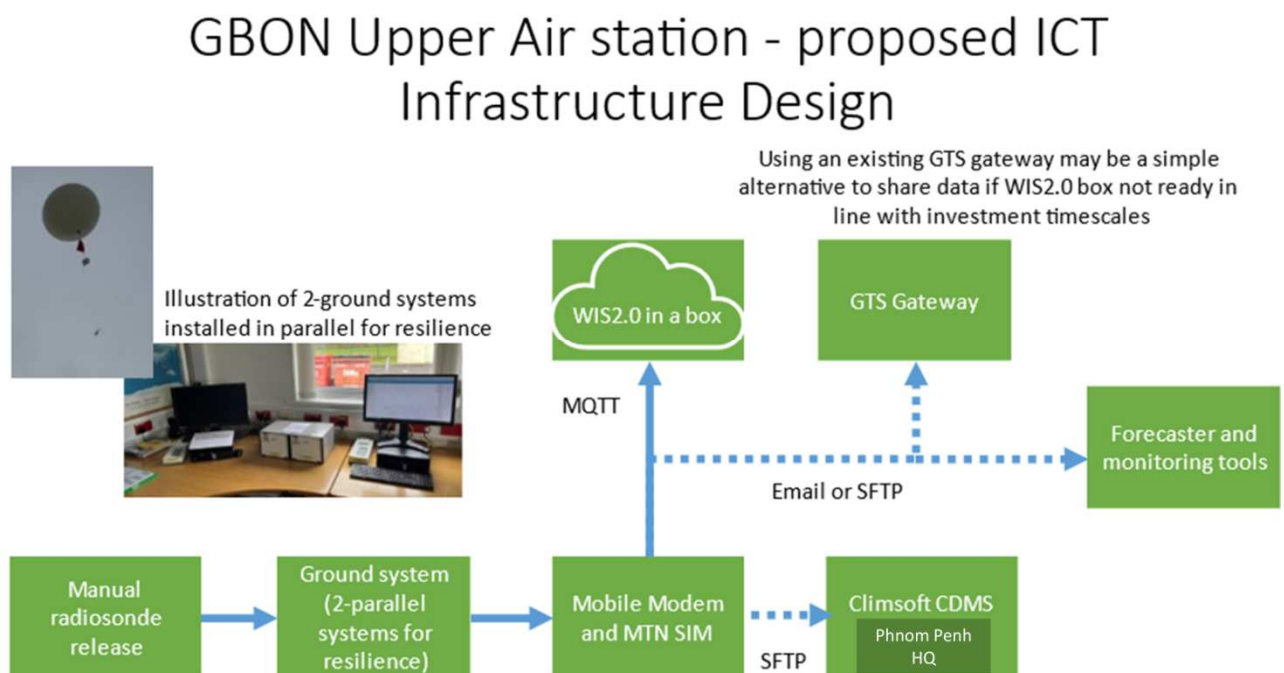 GBON Upper Air station - proposed ICT
Infrastructure Design
Using an existing GTS gateway may be a simple
alternative to share data if WIS2.0 box not ready in
line with investment timescales
Illustration of 2-ground systems
installed in parallel for resilience
WIS2.0 in a box
GTS Gateway
MQTT
Forecaster and
monitoring tools
Email or SFTP
Manual
radiosonde
release
Ground system
(2-parallel
systems for
resilience)
Mobile Modem
and MTN SIM
SFTP
Climsoft CDMS
Phnom Penh
HQ